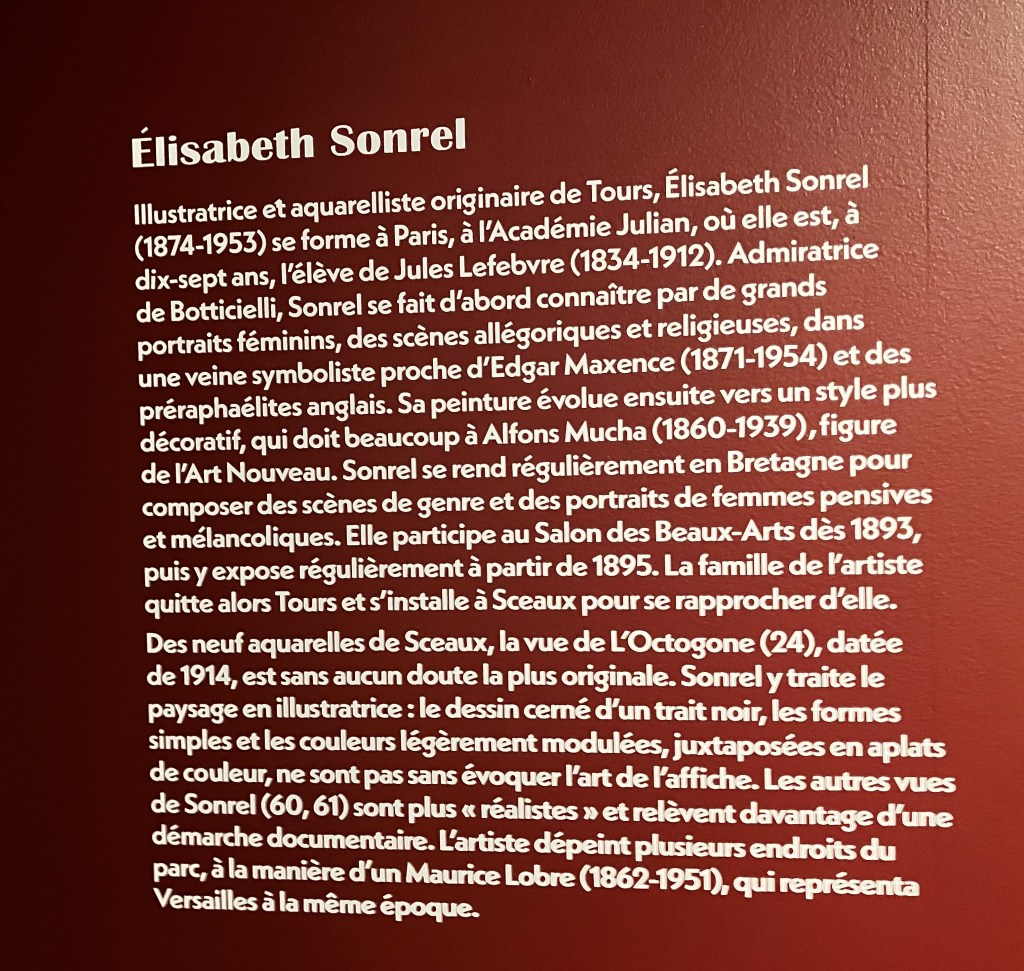 Élisabeth Sonrel
Illustratrice et aquarelliste originaire de Tours, Élisabeth Sonrel
(1874-1953) se forme à Paris, à l'Académie Julian, où elle est, à
dix-sept ans, l'élève de Jules Lefebvre (1834-1912). Admiratrice
de Botticielli, Sonrel se fait d'abord connaître par de grands
portraits féminins, des scènes allégoriques et religieuses, dans
une veine symboliste proche d'Edgar Maxence (1871-1954) et des
préraphaélites anglais. Sa peinture évolue ensuite vers un style plus
décoratif, qui doit beaucoup à Alfons Mucha (1860-1939), figure
de l'Art Nouveau. Sonrel se rend régulièrement en Bretagne pour
composer des scènes de genre et des portraits de femmes pensives
et mélancoliques. Elle participe au Salon des Beaux-Arts dès 1893,
puis y expose régulièrement à partir de 1895. La famille de l'artiste
quitte alors Tours et s'installe à Sceaux pour se rapprocher d'elle.
Des neuf aquarelles de Sceaux, la vue de L'Octogone (24), datée
de 1914, est sans aucun doute la plus originale. Sonrel y traite le
paysage en illustratrice : le dessin cerné d'un trait noir, les formes
simples et les couleurs légèrement modulées, juxtaposées en aplats
de couleur, ne sont pas sans évoquer l'art de l'affiche. Les autres vues
de Sonrel (60, 61) sont plus « réalistes » et relèvent davantage d'une
démarche documentaire. L'artiste dépeint plusieurs endroits du
parc, à la manière d'un Maurice Lobre (1862-1951), qui représenta
Versailles à la même époque.